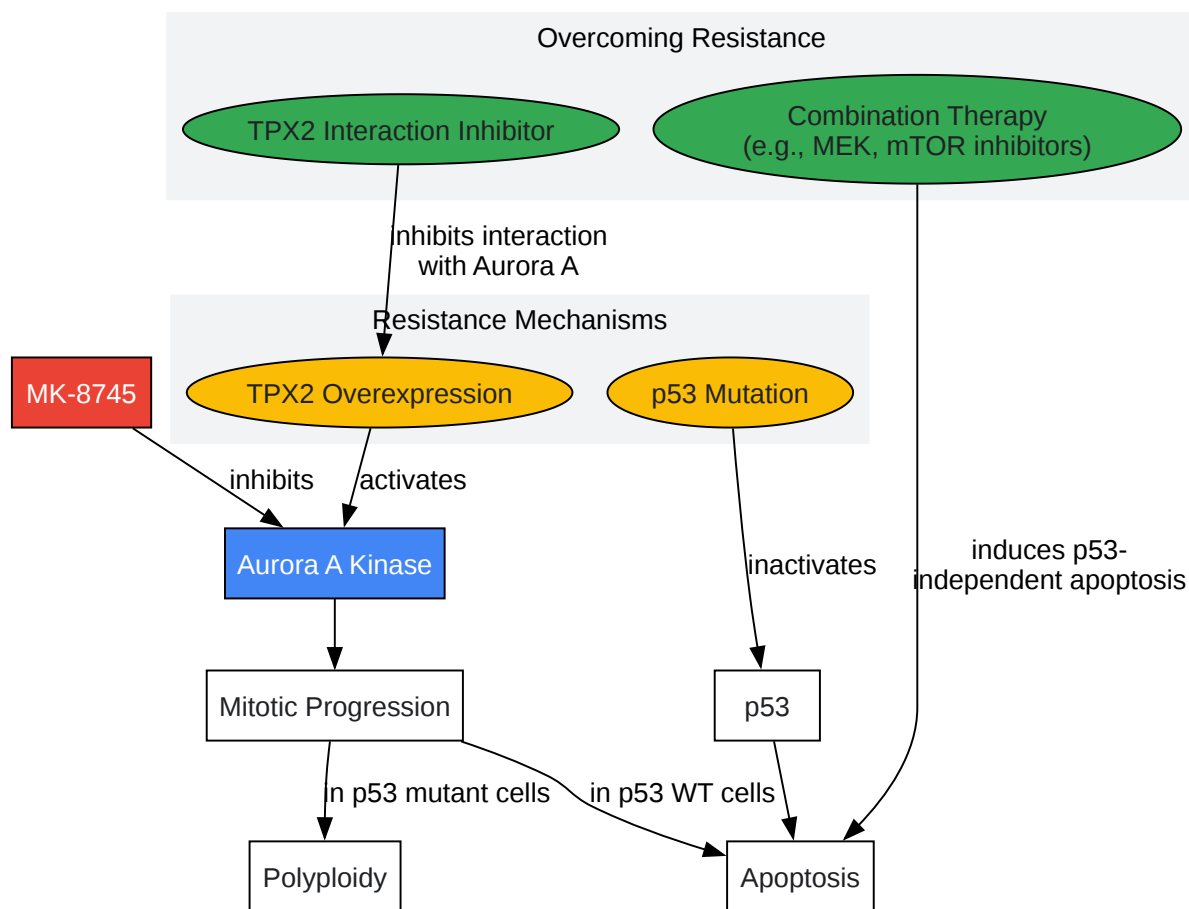 Overcoming Resistance
TPX2 Interaction Inhibitor
Combination Therapy
(e.g., MEK, mTOR inhibitors)
inhibits interaction
with Aurora A
Resistance Mechanisms
MK-8745
TPX2 Overexpression
p53 Mutation
inhibits
activates
Aurora A Kinase
inactivates
induces p53-
independent apoptosis
Mitotic Progression
p53
in p53 mutant cells
in p53 WT cells
Polyploidy
Apoptosis